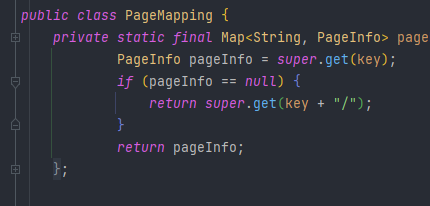 public class PageMapping {
private static final Map<String, PageInfo> page
PageInfo pageInfo = super.get(key);
if (pageInfo == null) {
return super.get(key + "/");
}
return pageInfo;
};